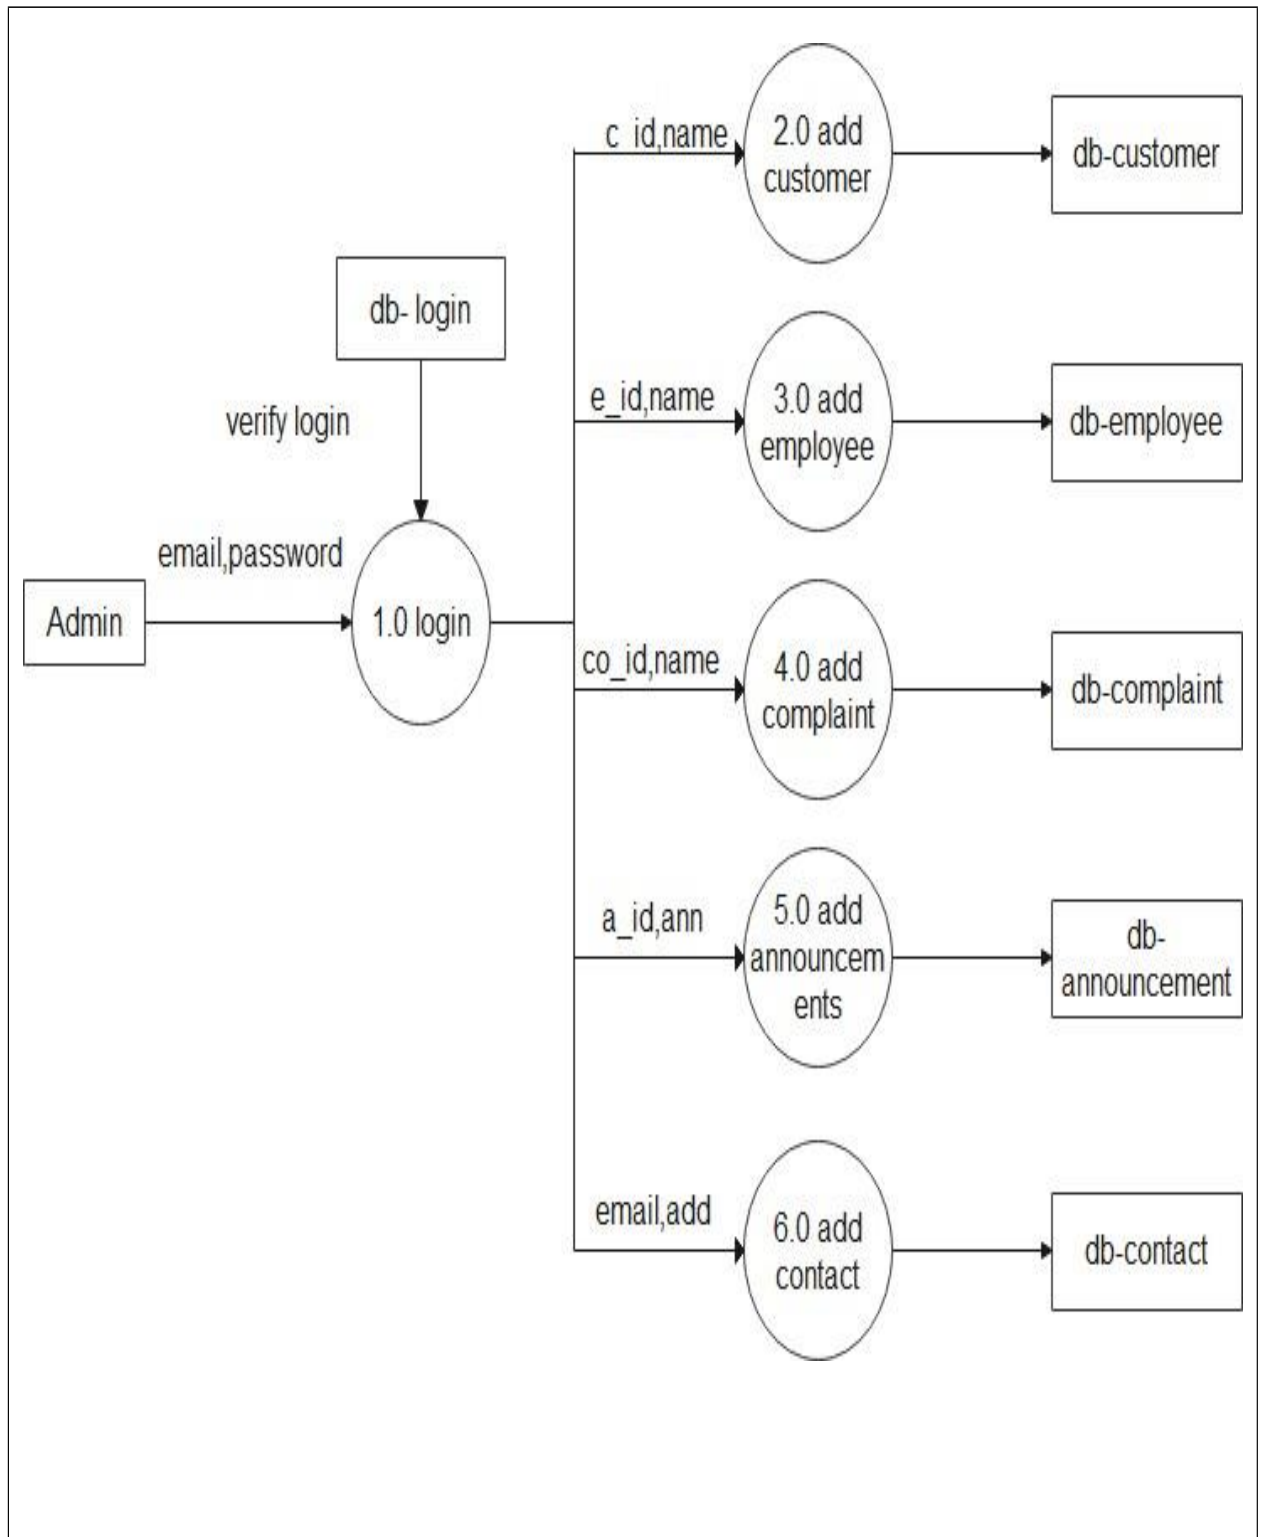 c_id,name
2.0 add
customer
db-customer
db- login
verify login
e_id,name
3.0 add
employee
db-employee
email,password
Admin
1.0 login
co_id,name
4.0 add
complaint
db-complaint
a_id,ann
5.0 add
announcem
ents
db-
announcement
email,add
6.0 add
contact
db-contact